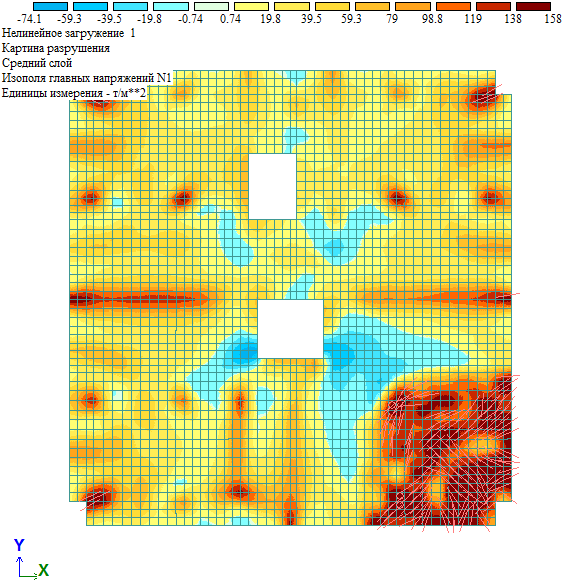 -74.1 -59.3 -39.5 -19.8 -0.74 0.74 19.8 39.5 59.3 79 98.8 119 138 158
Нелинейное загружение 1
Картина разрушения
Средний слой
Изополя главных напряжений N1
Единицы измерения - т/м**2
Y
X